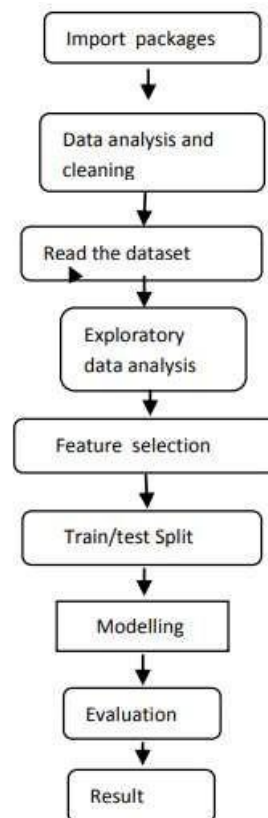 Import packages
Data analysis and
cleaning
Read the dataset
Exploratory
data analysis
Feature selection
Train/test Split
Modelling
Evaluation
Result